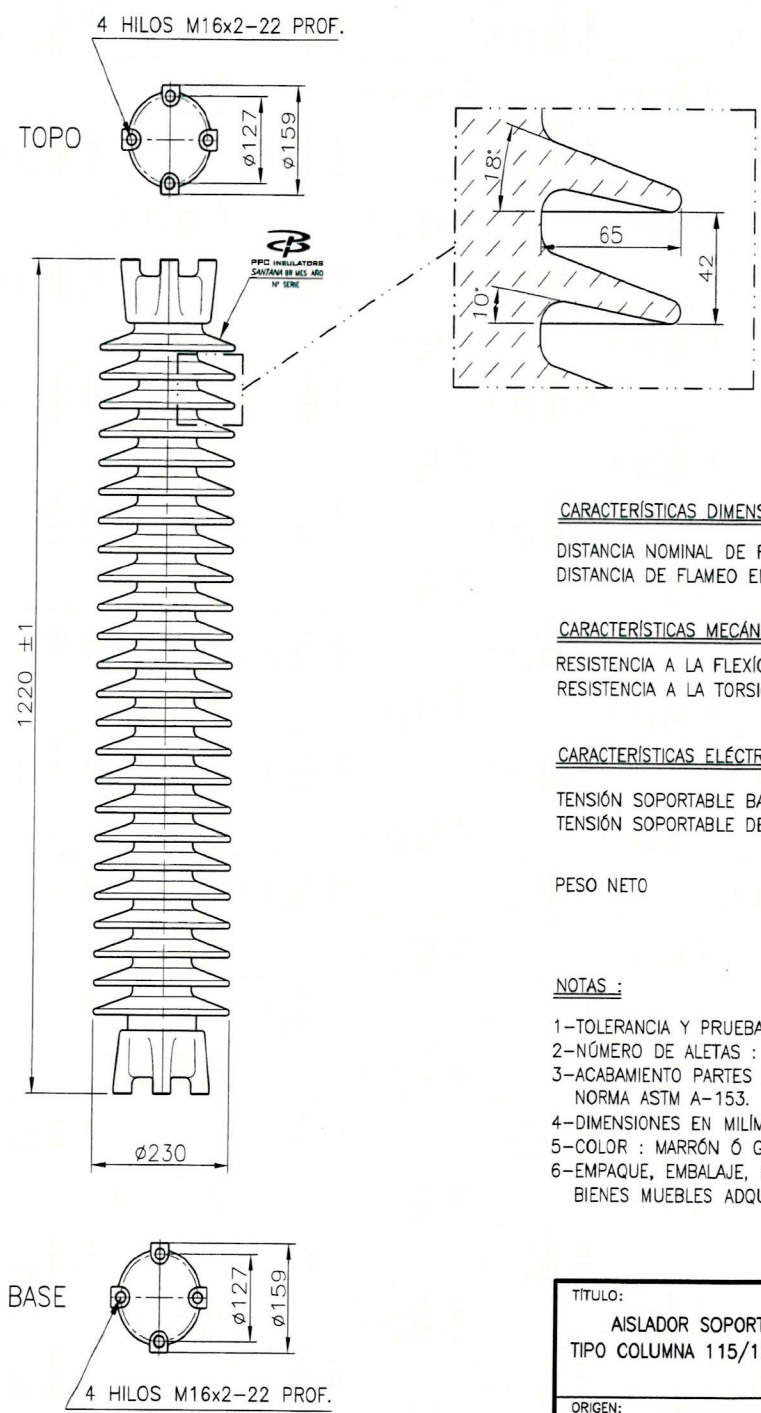 4 HILOS M16x2-22 PROF.
TOPO
ø127
ø159
PPC INSULATORS
SANTANA BR MES AÑO
Nº SERIE
18°
65
42
10°
1220 ±1
ø230
BASE
ø127
ø159
4 HILOS M16x2-22 PROF.
CARACTERÍSTICAS DIMENS
DISTANCIA NOMINAL DE F
DISTANCIA DE FLAMEO E
CARACTERÍSTICAS MECÁN
RESISTENCIA A LA FLEXÍO
RESISTENCIA A LA TORSI
CARACTERÍSTICAS ELÉCTR
TENSIÓN SOPORTABLE BA
TENSIÓN SOPORTABLE DE
PESO NETO
NOTAS :
1-TOLERANCIA Y PRUEBA
2-NÚMERO DE ALETAS :
3-ACABAMIENTO PARTES
NORMA ASTM A-153.
4-DIMENSIONES EN MILÍM
5-COLOR : MARRÓN Ó G
6-EMPAQUE, EMBALAJE,
BIENES MUEBLES ADQU
TÍTULO:
AISLADOR SOPORT
TIPO COLUMNA 115/1
ORIGEN: